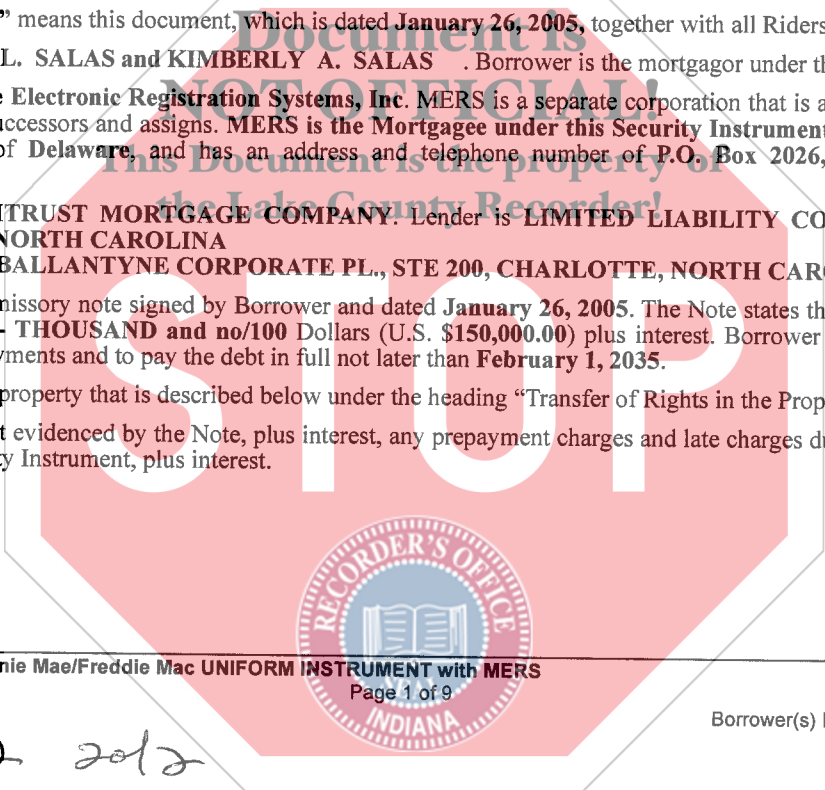 ” means this document, which is dated January 26, 2005, together with all Riders
Document is
L. SALAS and KIMBERLY A. SALAS . Borrower is the mortgagor under th
NOT OFFICIAL!
Electronic Registration Systems, Inc. MERS is a separate corporation that is a
uccessors and assigns. MERS is the Mortgagee under this Security Instrument
of Delaware, and has an address and telephone number of P.O. Box 2026,
This Document is the property of
the Lake County Recorder!
TRUST MORTGAGE COMPANY. Lender is LIMITED LIABILITY CO
NORTH CAROLINA
BALLANTYNE CORPORATE PL., STE 200, CHARLOTTE, NORTH CAR
missory note signed by Borrower and dated January 26, 2005. The Note states th
- THOUSAND and no/100 Dollars (U.S. $150,000.00) plus interest. Borrower
yments and to pay the debt in full not later than February 1, 2035.
property that is described below under the heading “Transfer of Rights in the Prop
t evidenced by the Note, plus interest, any prepayment charges and late charges du
y Instrument, plus interest.
STOP
RECORDER'S OFFICE
INDIANA
nie Mae/Freddie Mac UNIFORM INSTRUMENT with MERS
Page 1 of 9
Borrower(s) I
2012